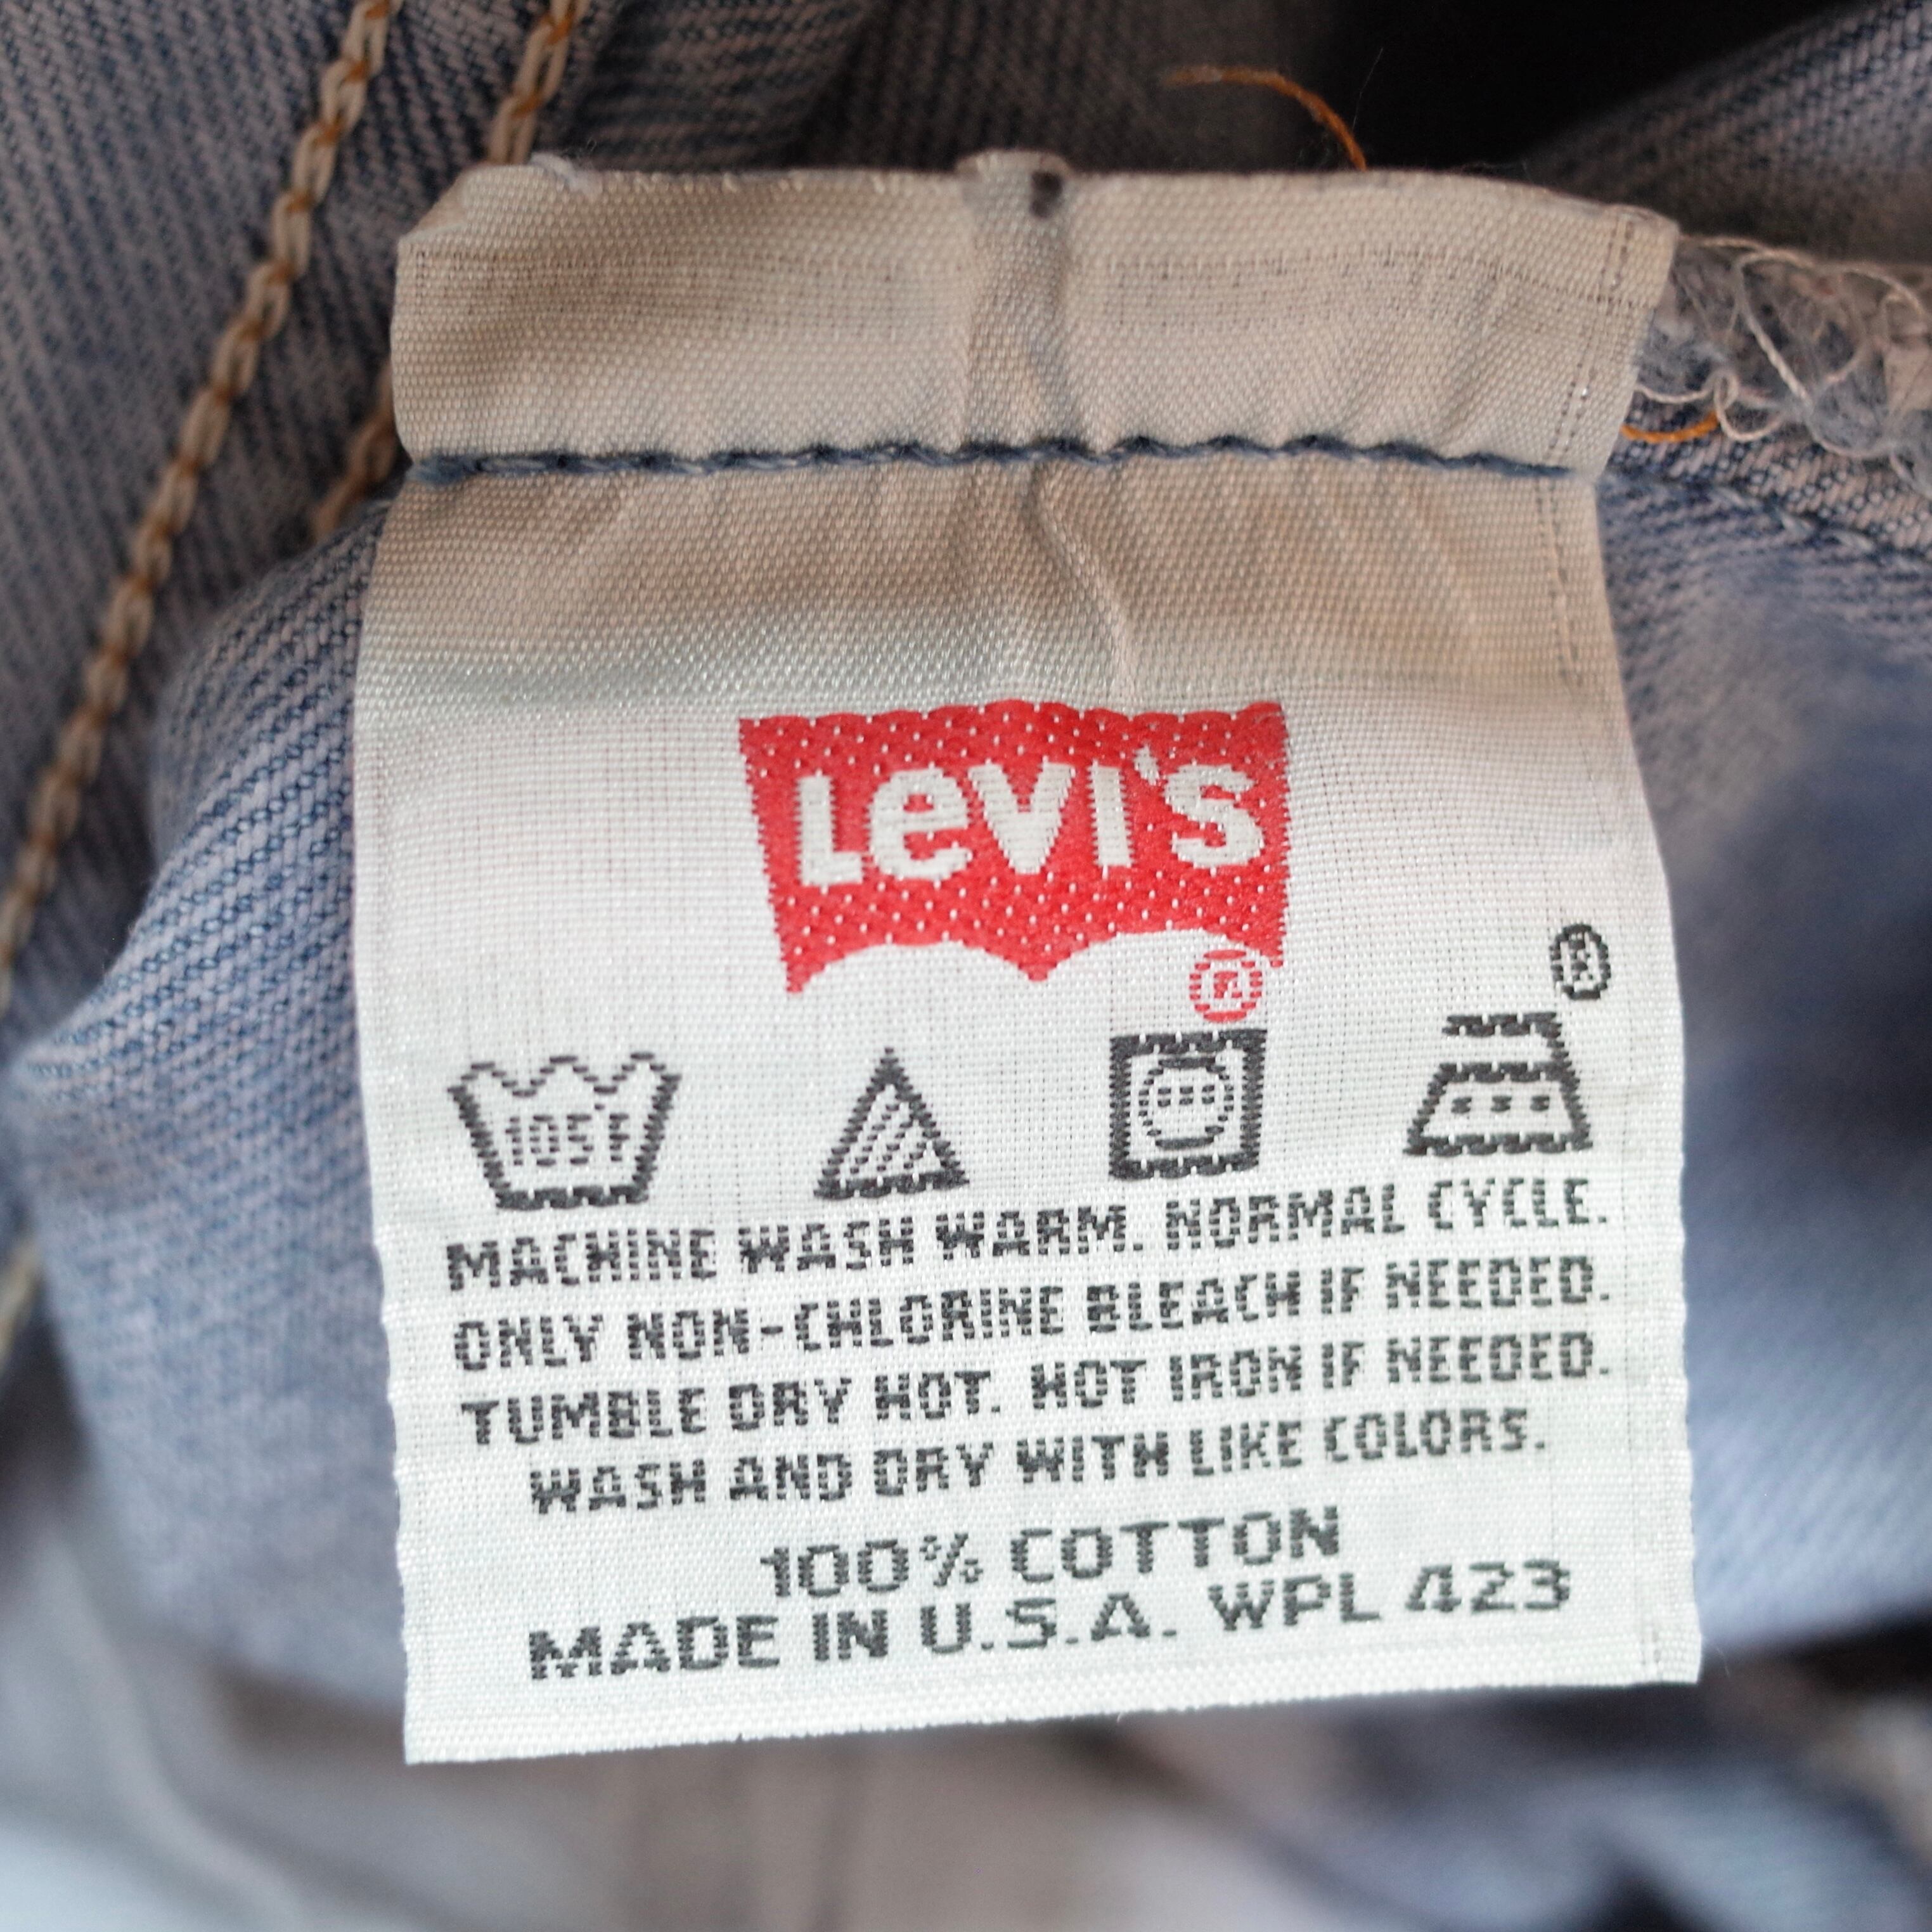 LEVI'S
®
®
105°F
MACHINE WASH WARM. NORMAL CYCLE.
ONLY NON-CHLORINE BLEACH IF NEEDED.
TUMBLE DRY HOT. HOT IRON IF NEEDED.
WASH AND DRY WITH LIKE COLORS.
100% COTTON
MADE IN U.S.A. WPL 423